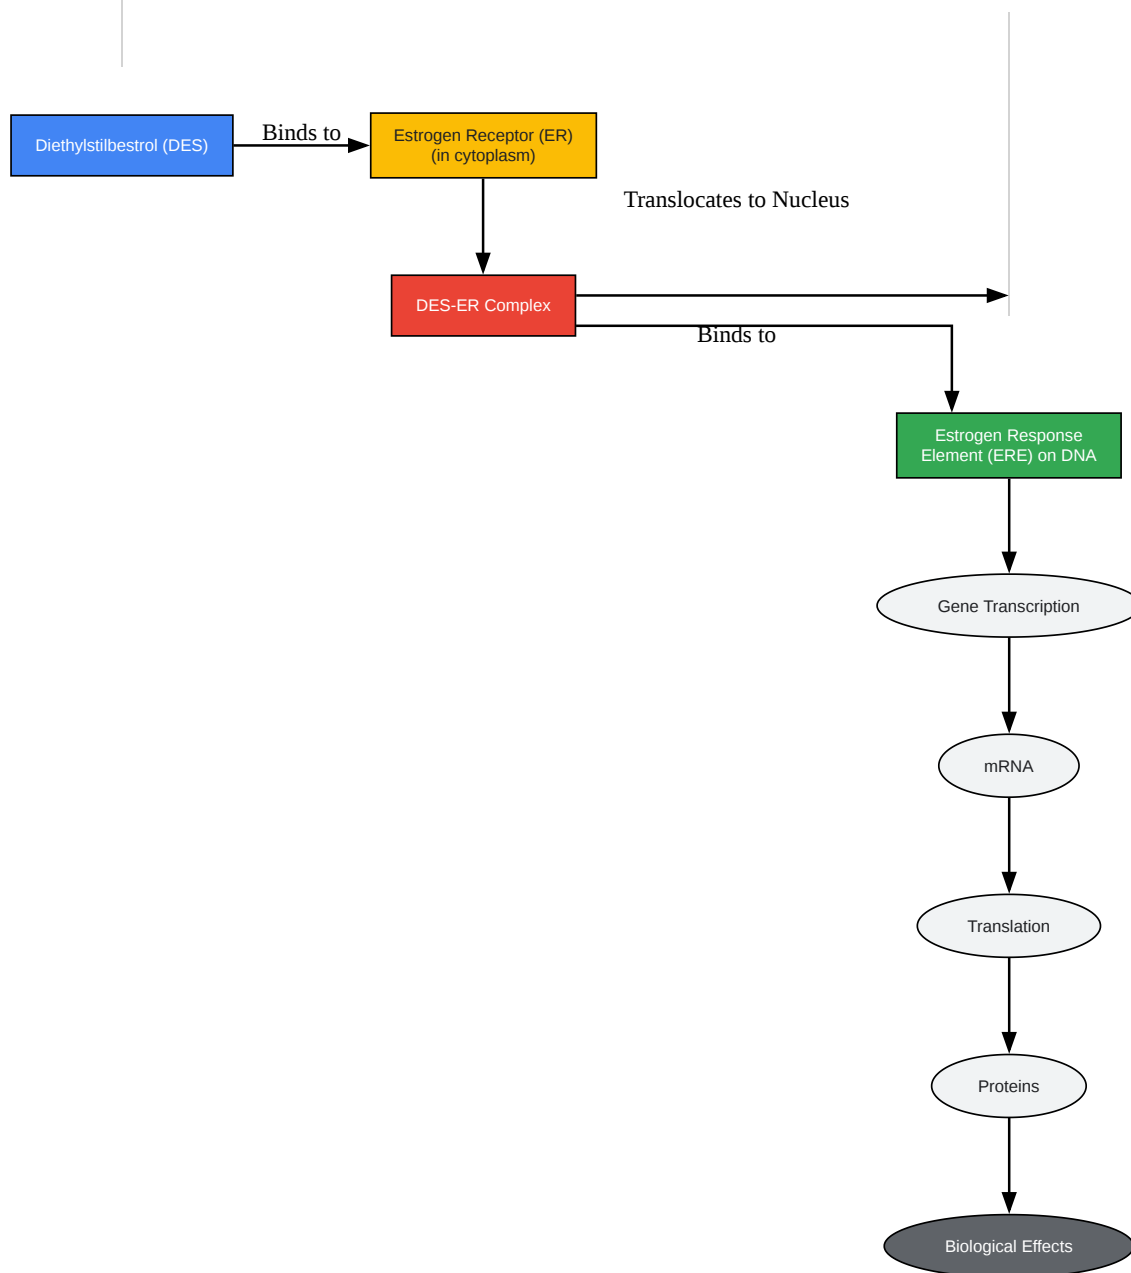 Diethylstilbestrol (DES)
Binds to
Estrogen Receptor (ER)
(in cytoplasm)
Translocates to Nucleus
DES-ER Complex
Binds to
Estrogen Response
Element (ERE) on DNA
Gene Transcription
mRNA
Translation
Proteins
Biological Effects